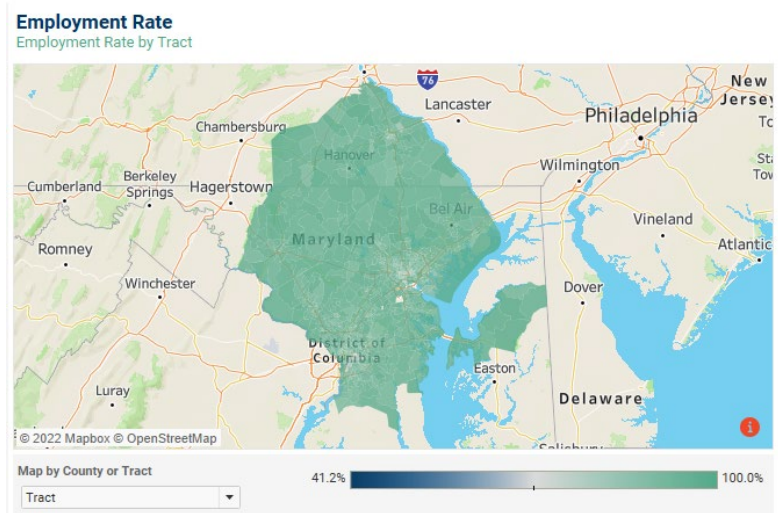 Employment Rate
Employment Rate by Tract
76
New
Jersey
Lancaster
Philadelphia
Chambersburg
Hanover
Wilmington
Berkeley
Springs
Cumberland
Hagerstown
Bel Air
Vineland
Maryland
Romney
Atlantic
Winchester
Dover
District of
Columbia
Easton
Luray
Delaware
© 2022 Mapbox © OpenStreetMap
i
Map by County or Tract
41.2%
100.0%
Tract